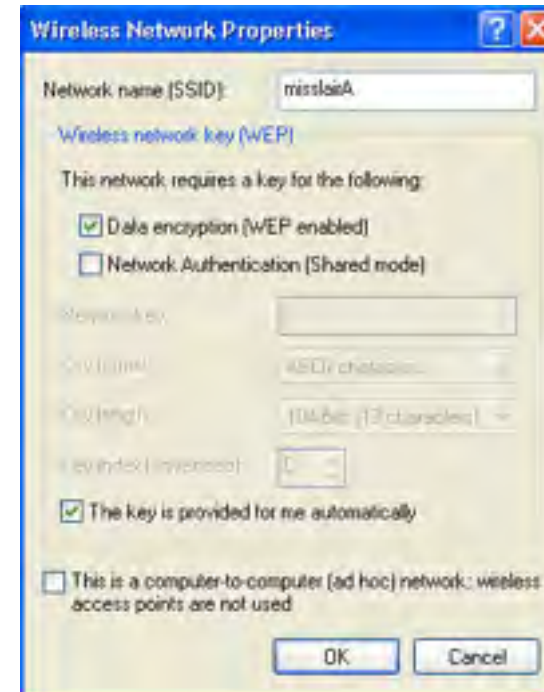 Wireless Network Properties
Network name (SSID): misslairA
Wireless network key (WEP)
This network requires a key for the following:
Data encryption (WEP enabled)
Network Authentication (Shared mode)
Network key:
Key format: ASCII characters
Key length: 104 bits (13 characters)
Key index (advanced): 0
The key is provided for me automatically
This is a computer-to-computer (ad hoc) network; wireless
access points are not used
OK Cancel